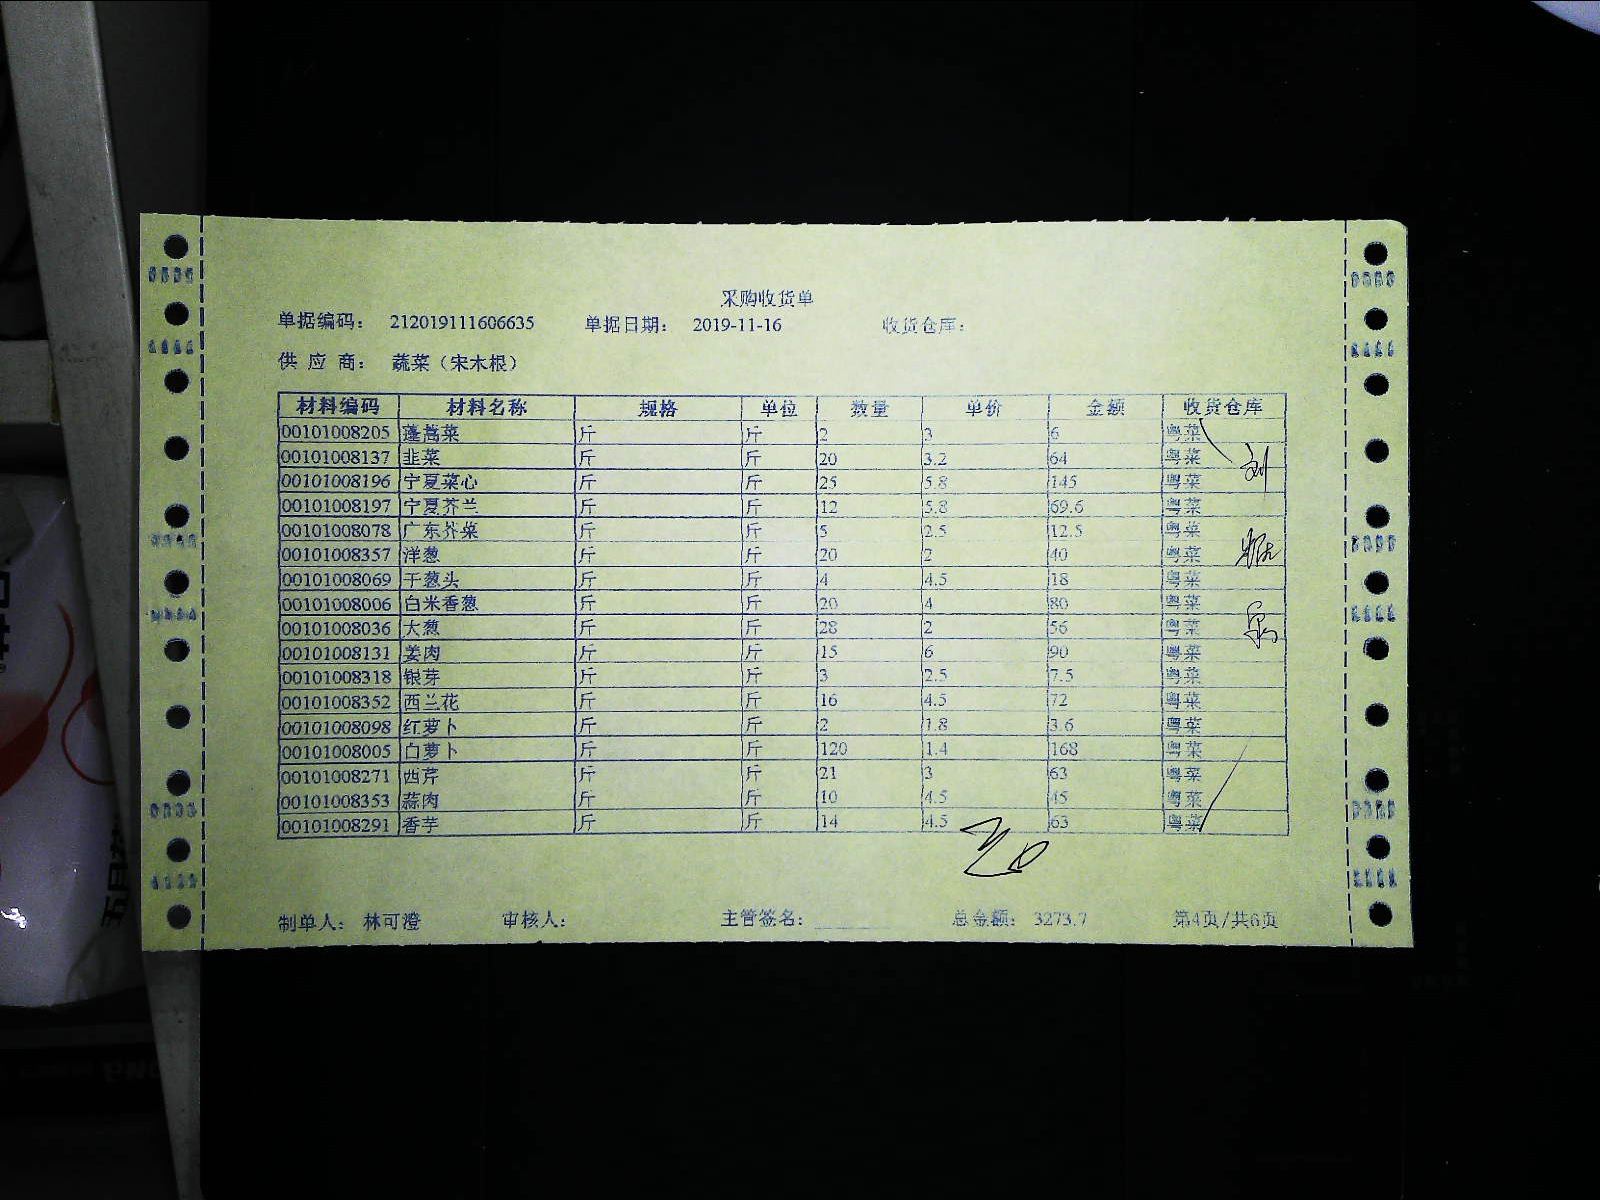 采购收货单
单据编码： 212019111606635 单据日期： 2019-11-16 收货仓库：
供 应 商： 蔬菜（宋木根）
材料编码 材料名称 规格 单位 数量 单价 金额 收货仓库
00101008205 蓬蒿菜 斤 斤 2 3 6 粤菜
00101008137 韭菜 斤 斤 20 3.2 64 粤菜
00101008196 宁夏菜心 斤 斤 25 5.8 145 粤菜
00101008197 宁夏芥兰 斤 斤 12 5.8 69.6 粤菜
00101008078 广东芥菜 斤 斤 5 2.5 12.5 粤菜
00101008357 洋葱 斤 斤 20 2 40 粤菜
00101008069 干葱头 斤 斤 4 4.5 18 粤菜
00101008006 白米香葱 斤 斤 20 4 80 粤菜
00101008036 大葱 斤 斤 28 2 56 粤菜
00101008131 姜肉 斤 斤 15 6 90 粤菜
00101008318 银芽 斤 斤 3 2.5 7.5 粤菜
00101008352 西兰花 斤 斤 16 4.5 72 粤菜
00101008098 红萝卜 斤 斤 2 1.8 3.6 粤菜
00101008005 白萝卜 斤 斤 120 1.4 168 粤菜
00101008271 西芹 斤 斤 21 3 63 粤菜
00101008353 蒜肉 斤 斤 10 4.5 45 粤菜
00101008291 香芋 斤 斤 14 4.5 63 粤菜
制单人： 林可澄 审核人： 主管签名： 总金额： 3273.7 第4页/共6页